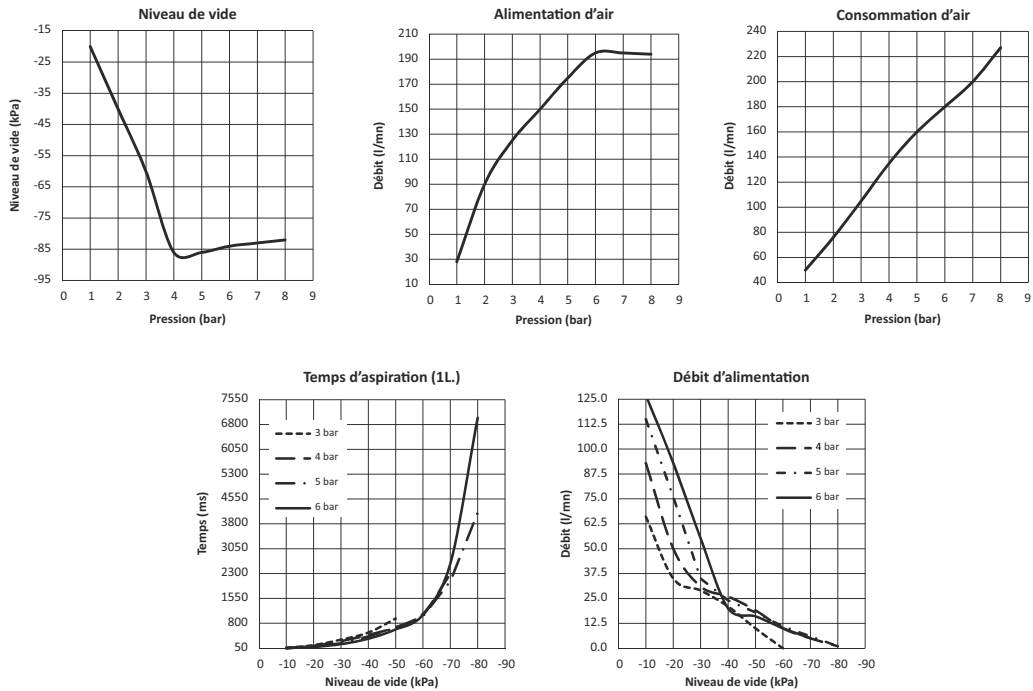 Niveau de vide
-15
-25
-35
-45
-55
-65
-75
-85
-95
Niveau de vide (kPa)
0 1 2 3 4 5 6 7 8 9
Pression (bar)
Alimentation d'air
210
190
170
150
130
110
90
70
50
30
10
Débit (l/mn)
0 1 2 3 4 5 6 7 8 9
Pression (bar)
Consommation d'air
240
220
200
180
160
140
120
100
80
60
40
Débit (l/mn)
0 1 2 3 4 5 6 7 8 9
Pression (bar)
Temps d'aspiration (1L.)
7550
6800
6050
5300
4550
3800
3050
2300
1550
800
50
Temps (ms)
3 bar
4 bar
5 bar
6 bar
0 -10 -20 -30 -40 -50 -60 -70 -80 -90
Niveau de vide (kPa)
Débit d'alimentation
125.0
112.5
100.0
87.5
75.0
62.5
50.0
37.5
25.0
12.5
0.0
Débit (l/mn)
3 bar
4 bar
5 bar
6 bar
0 -10 -20 -30 -40 -50 -60 -70 -80 -90
Niveau de vide (kPa)